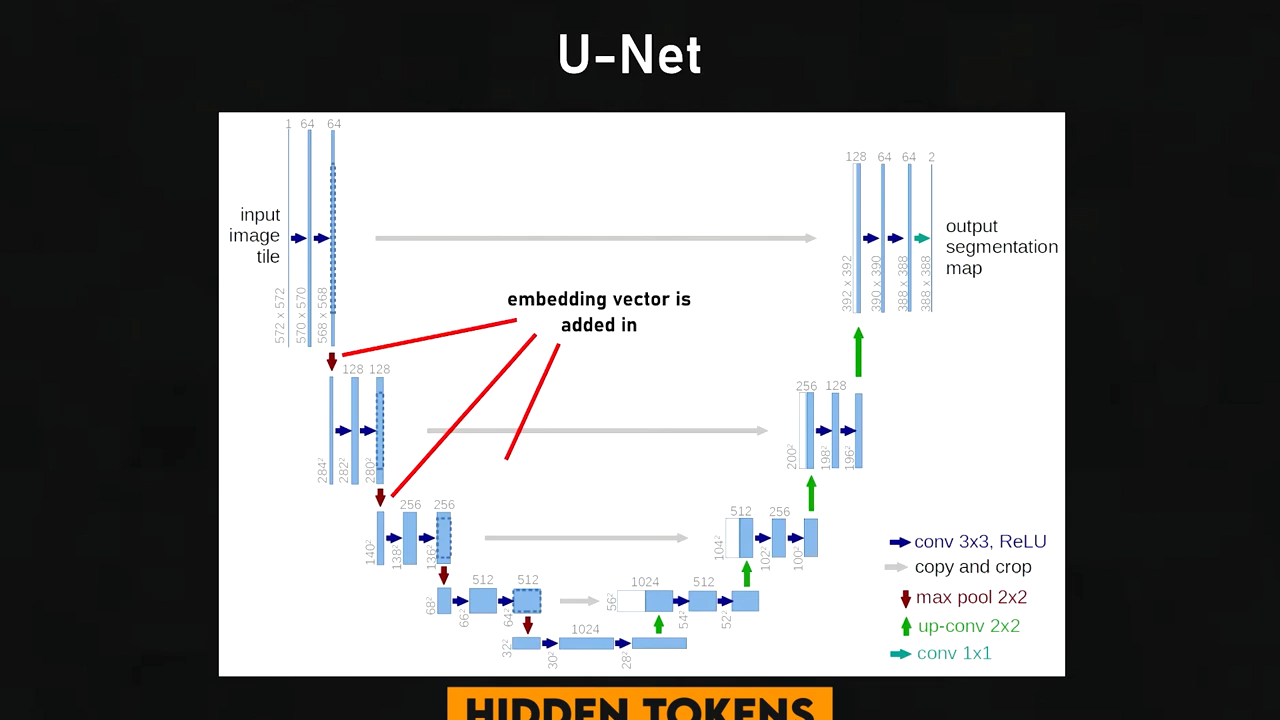 U-Net
1 64 64
128 64 64 2
input
image
tile
output
segmentation
map
572 x 572
570 x 570
568 x 568
392 x 392
390 x 390
388 x 388
388 x 388
embedding vector is
added in
128 128
256 128
284²
282²
280²
200²
198²
196²
256 256
512 256
140²
138²
136²
104²
102²
100²
512 512
1024 512
68²
66²
64²
56²
54²
52²
1024
32²
30²
28²
conv 3x3, ReLU
copy and crop
max pool 2x2
up-conv 2x2
conv 1x1
HIDDEN TOKENS